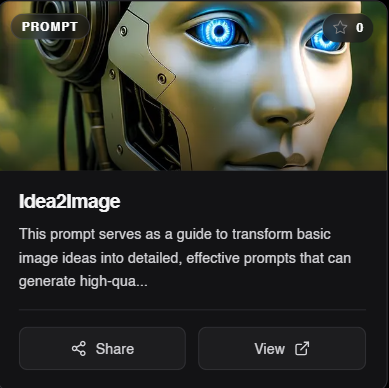 PROMPT
0
Idea2Image
This prompt serves as a guide to transform basic
image ideas into detailed, effective prompts that can
generate high-qua...
Share
View